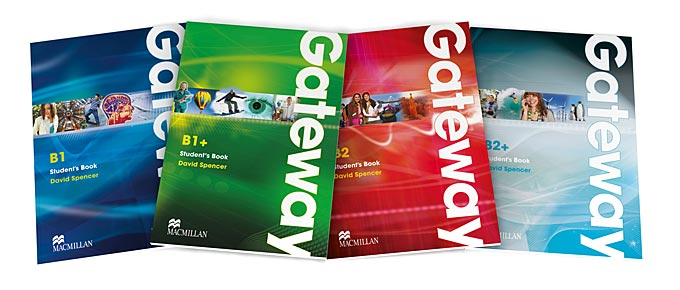 Gateway
B1
Student's Book
David Spencer
MACMILLAN
Gateway
B1+
Student's Book
David Spencer
MACMILLAN
Gateway
B2
Student's Book
David Spencer
MACMILLAN
Gateway
B2+
Student's Book
David Spencer
MACMILLAN